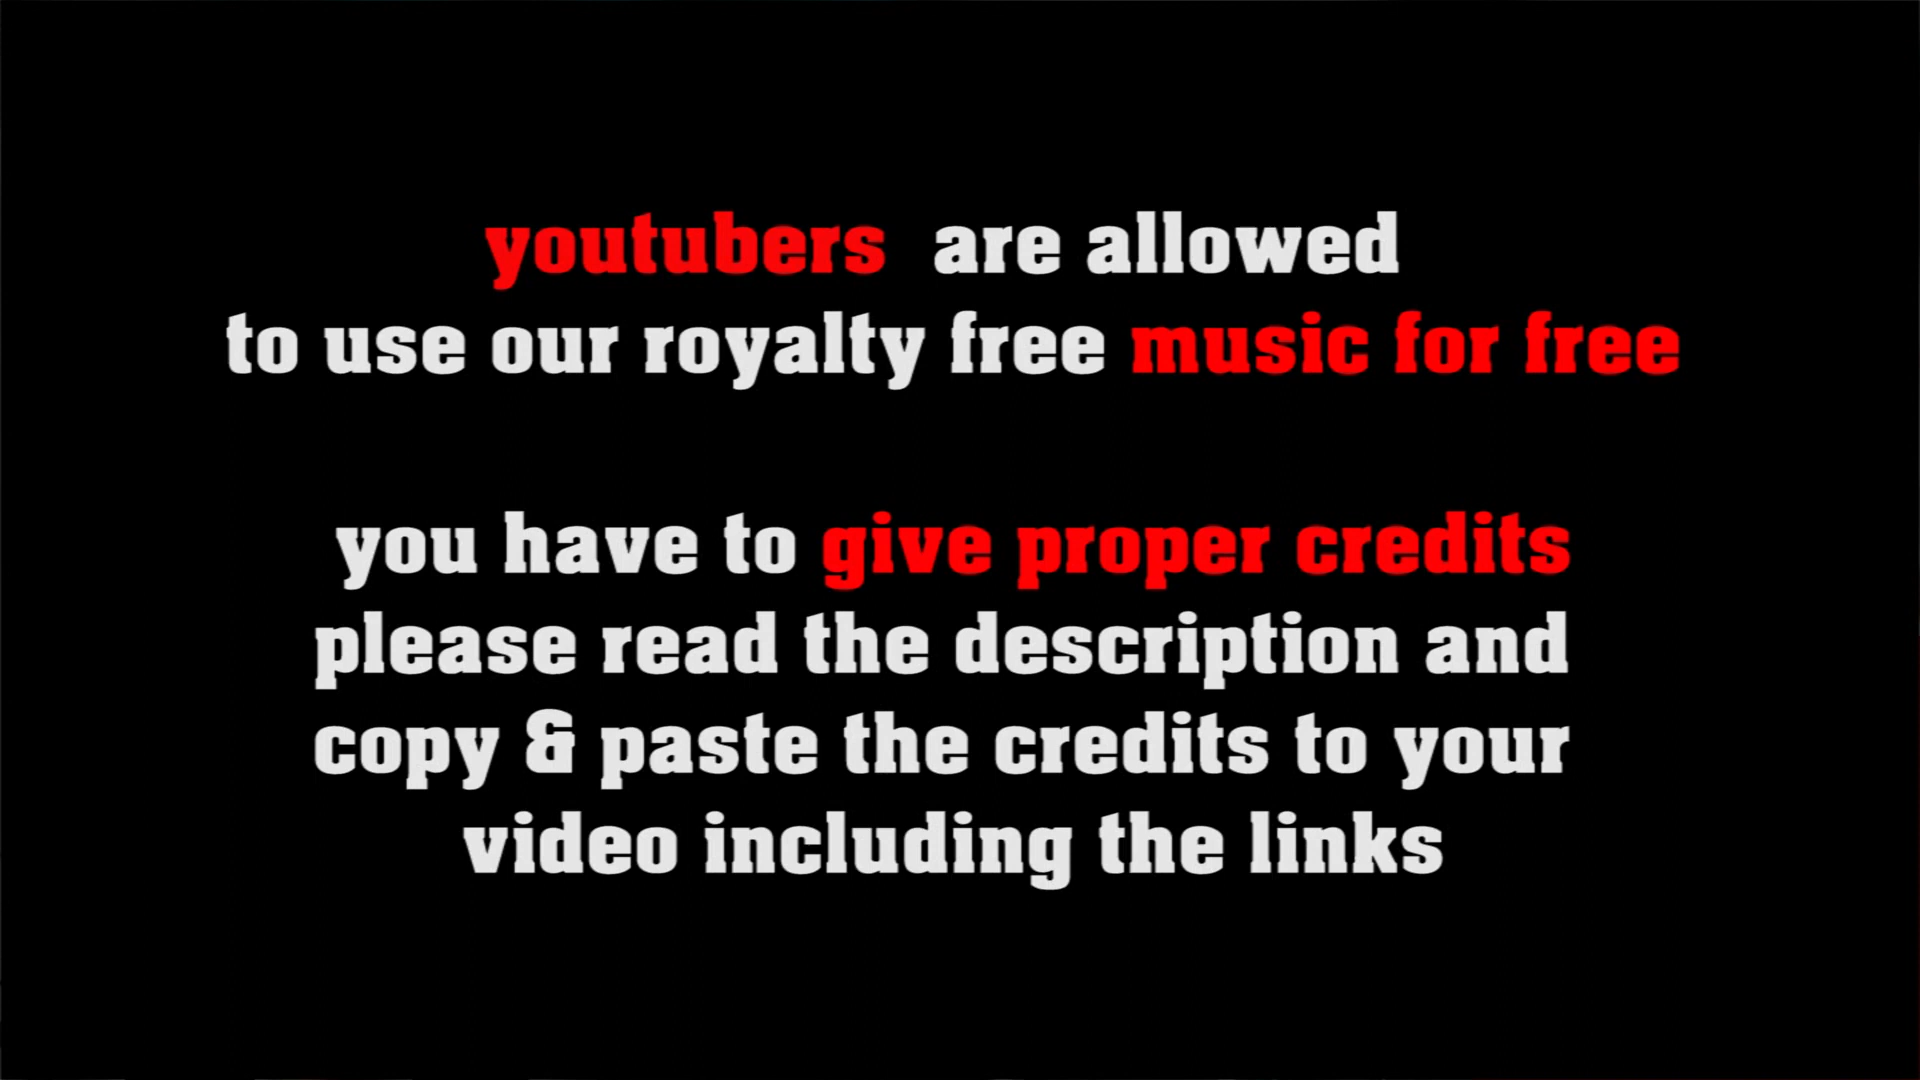 youtubers are allowed
to use our royalty free music for free
you have to give proper credits
please read the description and
copy & paste the credits to your
video including the links